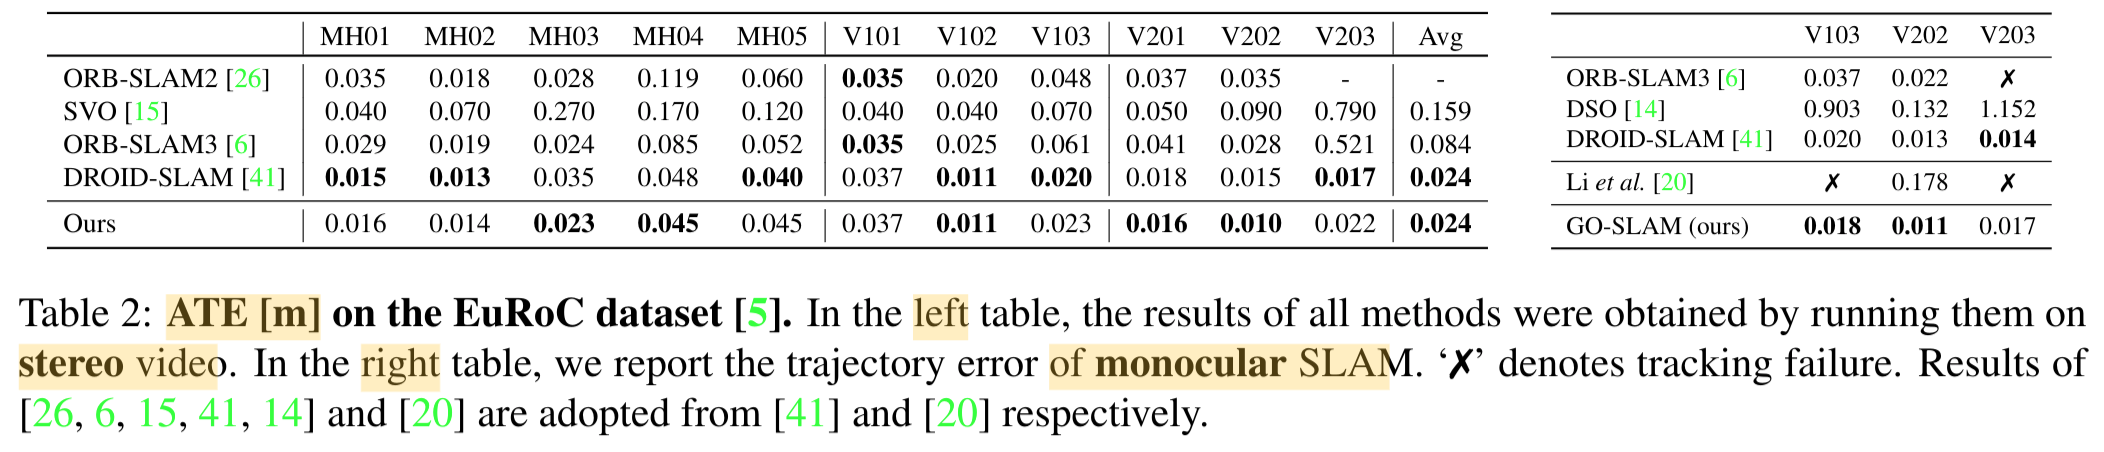 MH01 MH02 MH03 MH04 MH05 V101 V102 V103 V201 V202 V203 Avg
ORB-SLAM2 [26] 0.035 0.018 0.028 0.119 0.060 0.035 0.020 0.048 0.037 0.035 - -
SVO [15] 0.040 0.070 0.270 0.170 0.120 0.040 0.040 0.070 0.050 0.090 0.790 0.159
ORB-SLAM3 [6] 0.029 0.019 0.024 0.085 0.052 0.035 0.025 0.061 0.041 0.028 0.521 0.084
DROID-SLAM [41] 0.015 0.013 0.035 0.048 0.040 0.037 0.011 0.020 0.018 0.015 0.017 0.024
Ours 0.016 0.014 0.023 0.045 0.045 0.037 0.011 0.023 0.016 0.010 0.022 0.024
V103 V202 V203
ORB-SLAM3 [6] 0.037 0.022 ✗
DSO [14] 0.903 0.132 1.152
DROID-SLAM [41] 0.020 0.013 0.014
Li et al. [20] ✗ 0.178 ✗
GO-SLAM (ours) 0.018 0.011 0.017
Table 2: ATE [m] on the EuRoC dataset [5]. In the left table, the results of all methods were obtained by running them on
stereo video. In the right table, we report the trajectory error of monocular SLAM. ‘✗’ denotes tracking failure. Results of
[26, 6, 15, 41, 14] and [20] are adopted from [41] and [20] respectively.